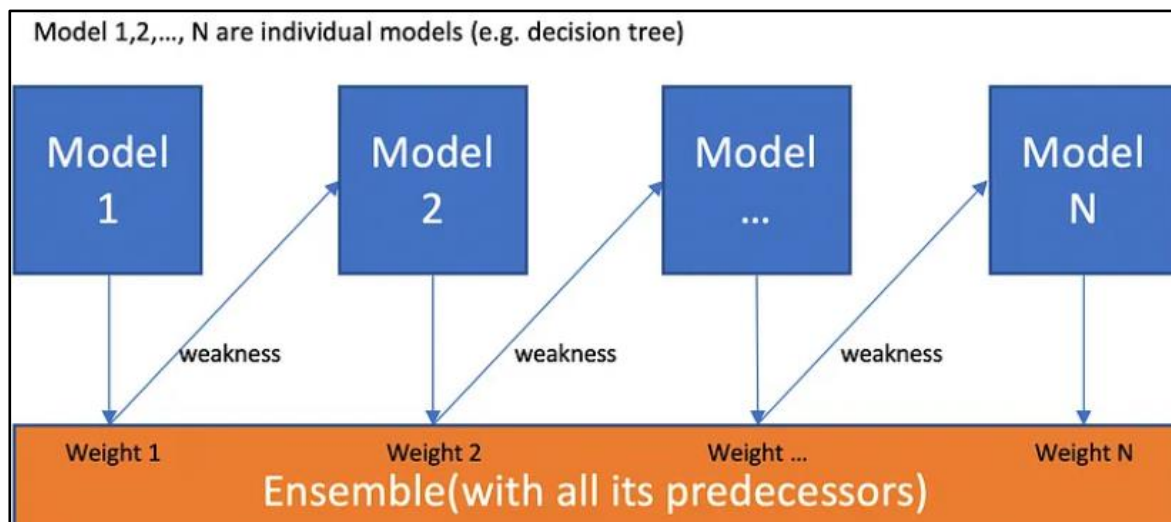 Model 1,2,..., N are individual models (e.g. decision tree)
Model
1
Model
2
Model
...
Model
N
weakness
weakness
weakness
Weight 1
Weight 2
Weight ...
Weight N
Ensemble(with all its predecessors)